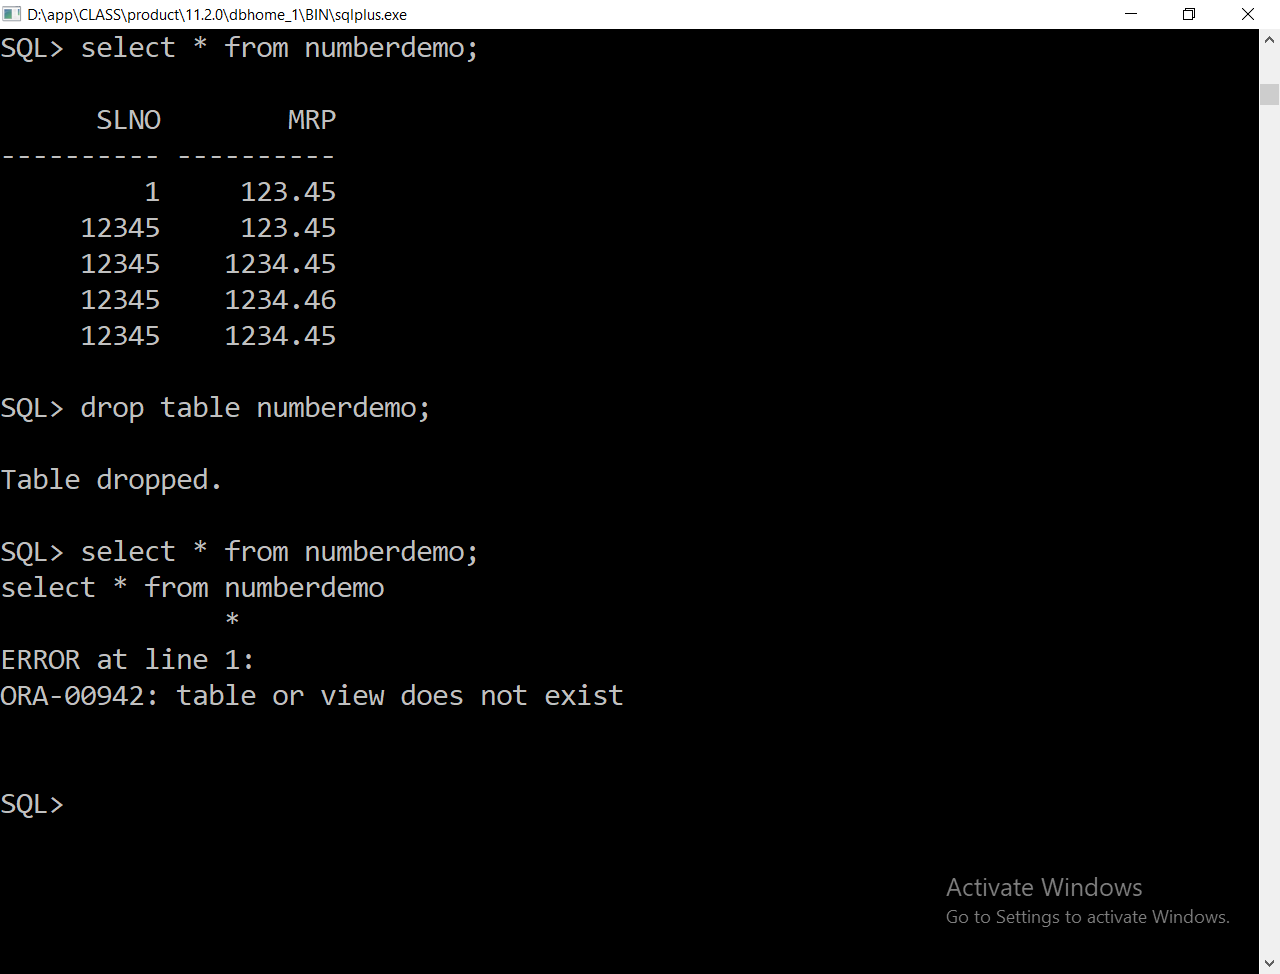 D:\app\CLASS\product\11.2.0\dbhome_1\BIN\sqlplus.exe
SQL> select * from numberdemo;
      SLNO        MRP
---------- ----------
         1     123.45
     12345     123.45
     12345    1234.45
     12345    1234.46
     12345    1234.45
SQL> drop table numberdemo;
Table dropped.
SQL> select * from numberdemo;
select * from numberdemo
              *
ERROR at line 1:
ORA-00942: table or view does not exist
SQL>
Activate Windows
Go to Settings to activate Windows.